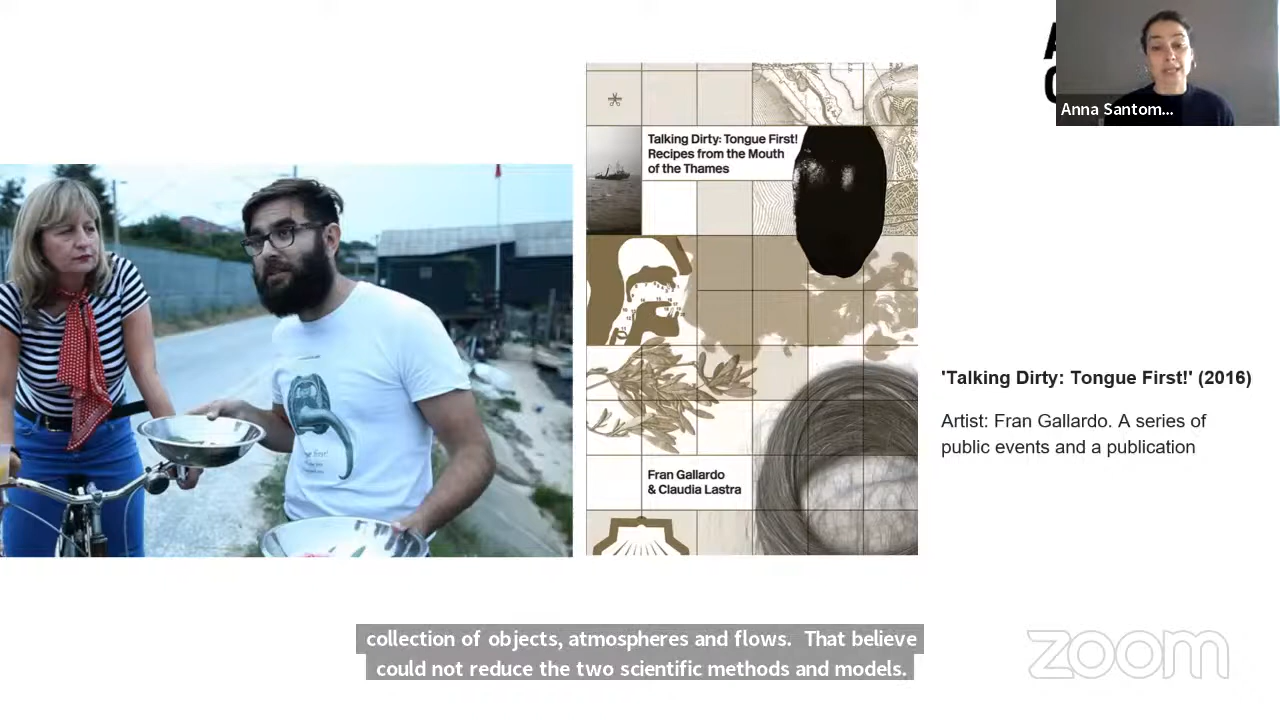 Anna Santom...
Talking Dirty: Tongue First!
Recipes from the Mouth
of the Thames
Fran Gallardo
& Claudia Lastra
'Talking Dirty: Tongue First!' (2016)
Artist: Fran Gallardo. A series of
public events and a publication
collection of objects, atmospheres and flows. That believe
could not reduce the two scientific methods and models.
zoom